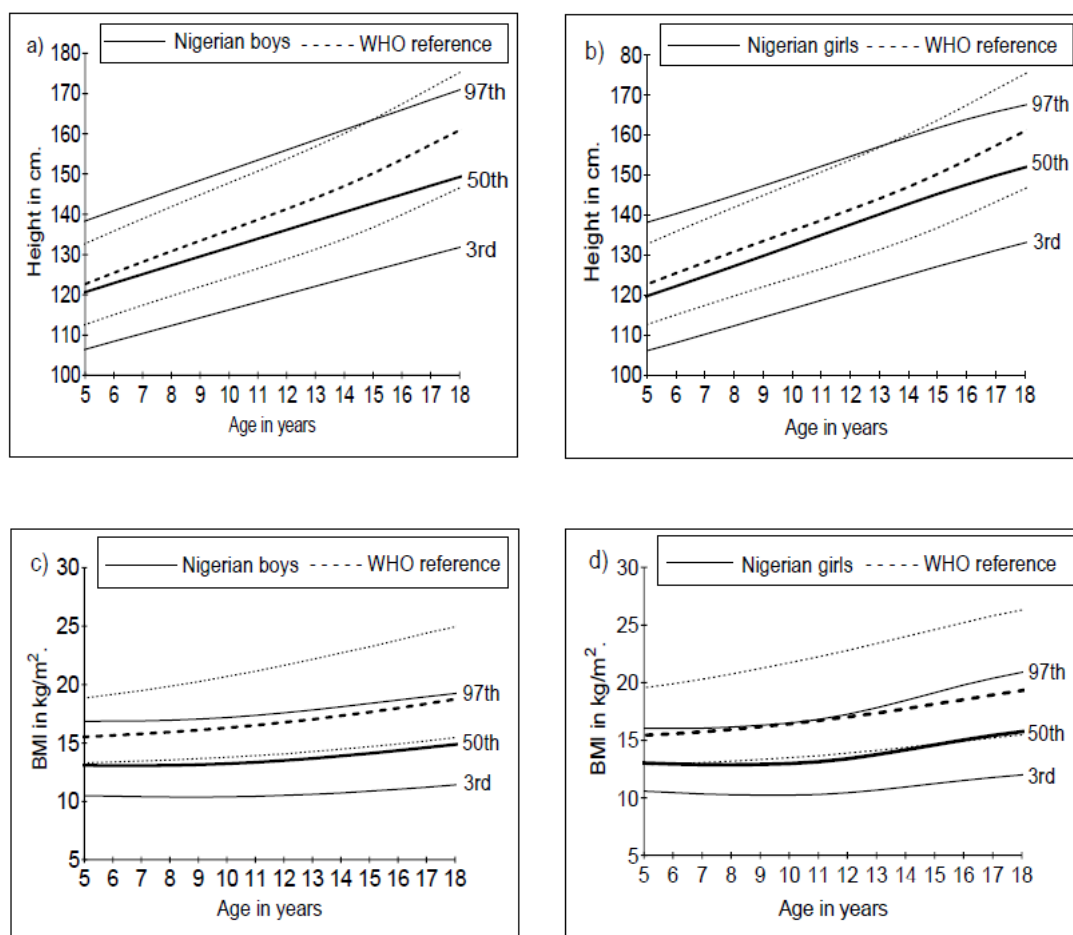 a) Nigerian boys WHO reference
180
170
160
150
140
130
120
110
100
Height in cm.
97th
50th
3rd
5 6 7 8 9 10 11 12 13 14 15 16 17 18
Age in years
b) Nigerian girls WHO reference
80
170
160
150
140
130
120
110
100
Height in cm.
97th
50th
3rd
5 6 7 8 9 10 11 12 13 14 15 16 17 18
Age in years
c) Nigerian boys WHO reference
30
25
20
15
10
5
BMI in kg/m².
97th
50th
3rd
5 6 7 8 9 10 11 12 13 14 15 16 17 18
Age in years
d) Nigerian girls WHO reference
30
25
20
15
10
5
BMI in kg/m².
97th
50th
3rd
5 6 7 8 9 10 11 12 13 14 15 16 17 18
Age in years